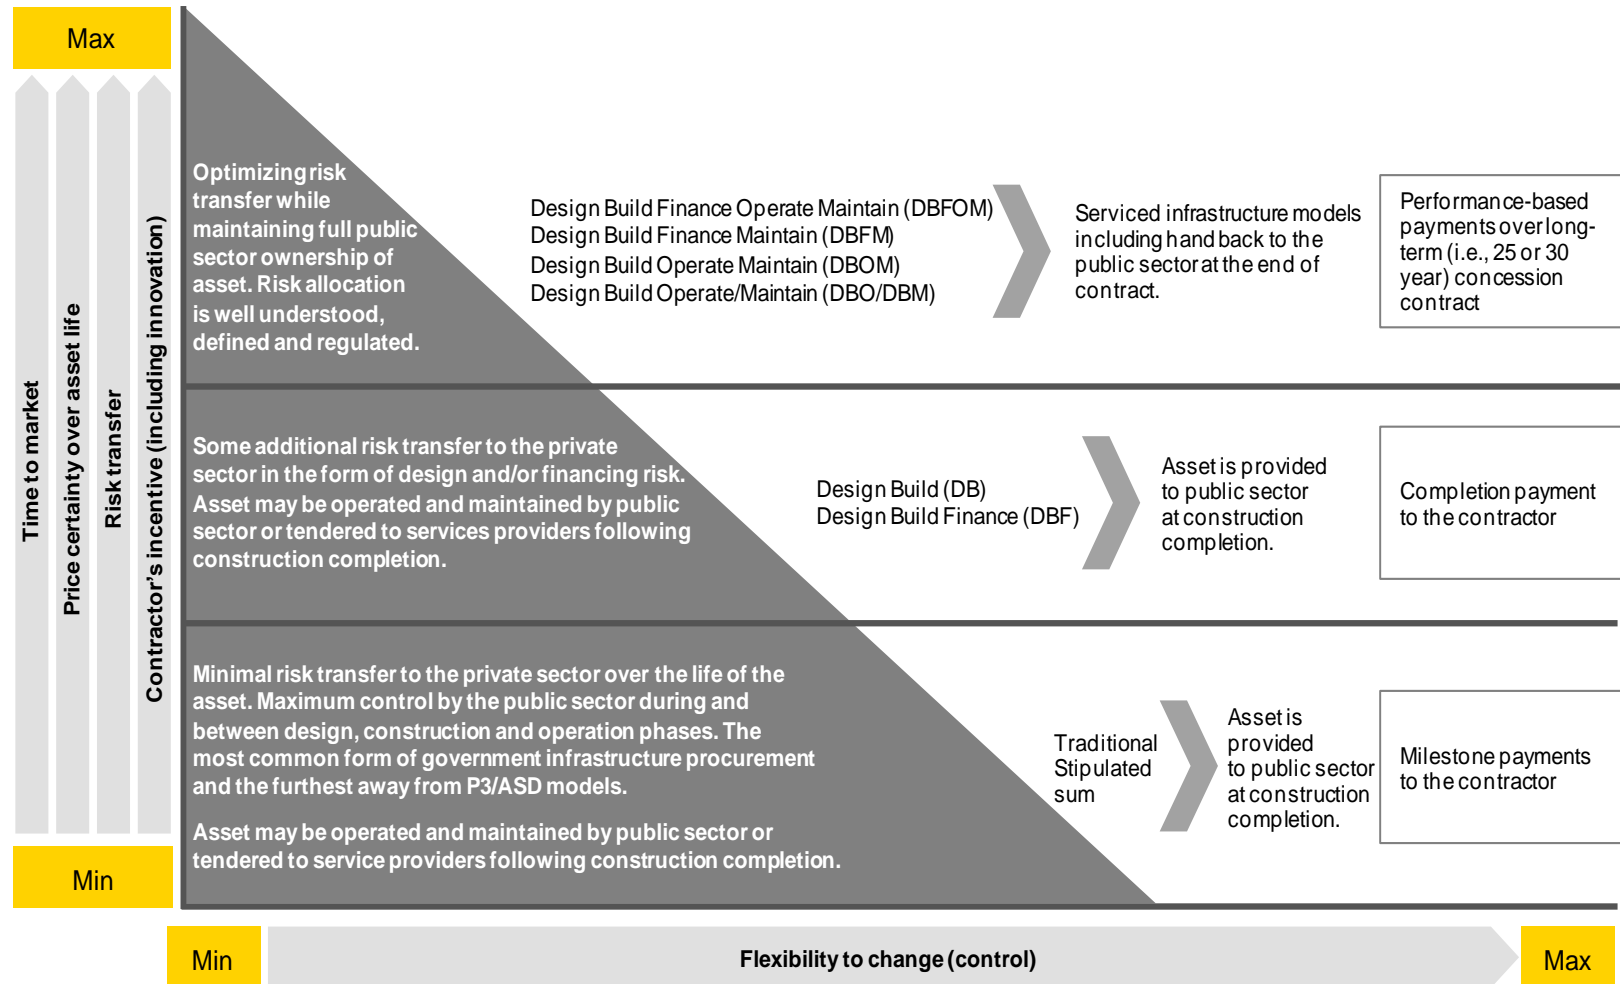 Max
Time to market
Price certainty over asset life
Risk transfer
Contractor's incentive (including innovation)
Min
Optimizing risk
transfer while
maintaining full public
sector ownership of
asset. Risk allocation
is well understood,
defined and regulated.
Design Build Finance Operate Maintain (DBFOM)
Design Build Finance Maintain (DBFM)
Design Build Operate Maintain (DBOM)
Design Build Operate/Maintain (DBO/DBM)
Serviced infrastructure models
including hand back to the
public sector at the end of
contract.
Performance-based
payments over long-
term (i.e., 25 or 30
year) concession
contract
Some additional risk transfer to the private
sector in the form of design and/or financing risk.
Asset may be operated and maintained by public
sector or tendered to services providers following
construction completion.
Design Build (DB)
Design Build Finance (DBF)
Asset is provided
to public sector
at construction
completion.
Completion payment
to the contractor
Minimal risk transfer to the private sector over the life of the
asset. Maximum control by the public sector during and
between design, construction and operation phases. The
most common form of government infrastructure procurement
and the furthest away from P3/ASD models.
Asset may be operated and maintained by public sector or
tendered to service providers following construction completion.
Traditional
Stipulated
sum
Asset is
provided
to public sector
at construction
completion.
Milestone payments
to the contractor
Min
Flexibility to change (control)
Max